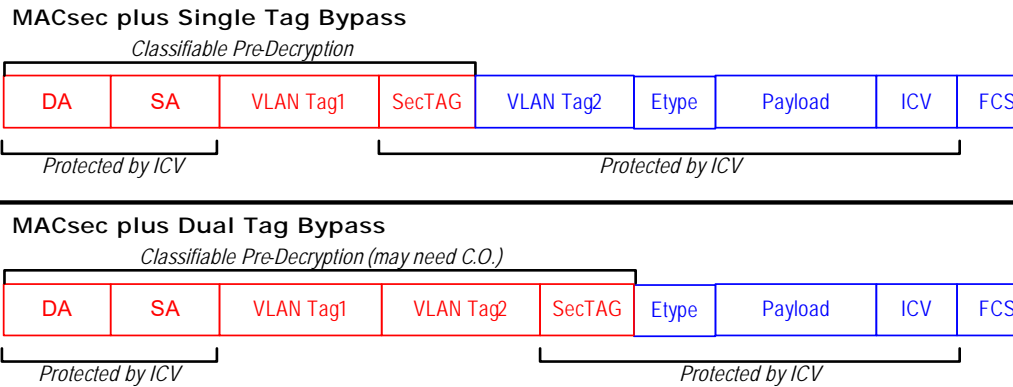 MACsec plus Single Tag Bypass
Classifiable Pre-Decryption
DA SA VLAN Tag1 SecTAG VLAN Tag2 Etype Payload ICV FCS
Protected by ICV Protected by ICV
MACsec plus Dual Tag Bypass
Classifiable Pre-Decryption (may need C.O.)
DA SA VLAN Tag1 VLAN Tag2 SecTAG Etype Payload ICV FCS
Protected by ICV Protected by ICV